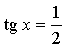 tg x = 1/2